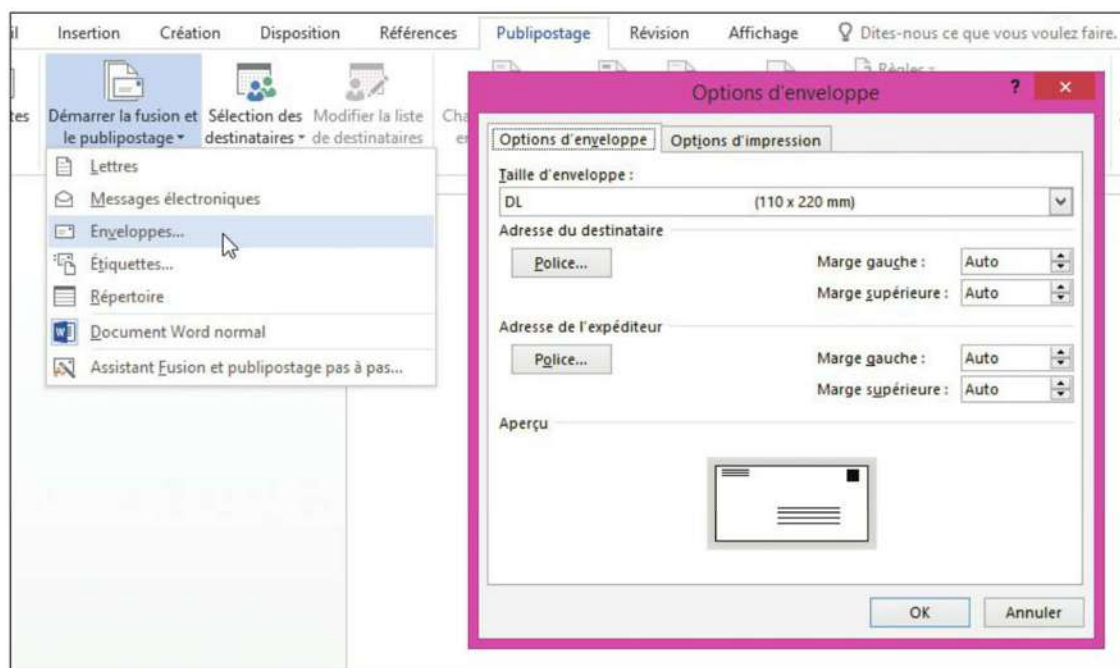 Insertion Création Disposition Références Publipostage Révision Affichage Dites-nous ce que vous voulez faire.
Démarrer la fusion et le publipostage
Sélection des destinataires
Modifier la liste de destinataires
Règles
Lettres
Messages électroniques
Enveloppes...
Étiquettes...
Répertoire
Document Word normal
Assistant Fusion et publipostage pas à pas...
Options d'enveloppe ?
Options d'enveloppe Options d'impression
Taille d'enveloppe :
DL (110 x 220 mm)
Adresse du destinataire
Police... Marge gauche : Auto
Marge supérieure : Auto
Adresse de l'expéditeur
Police... Marge gauche : Auto
Marge supérieure : Auto
Aperçu
OK Annuler